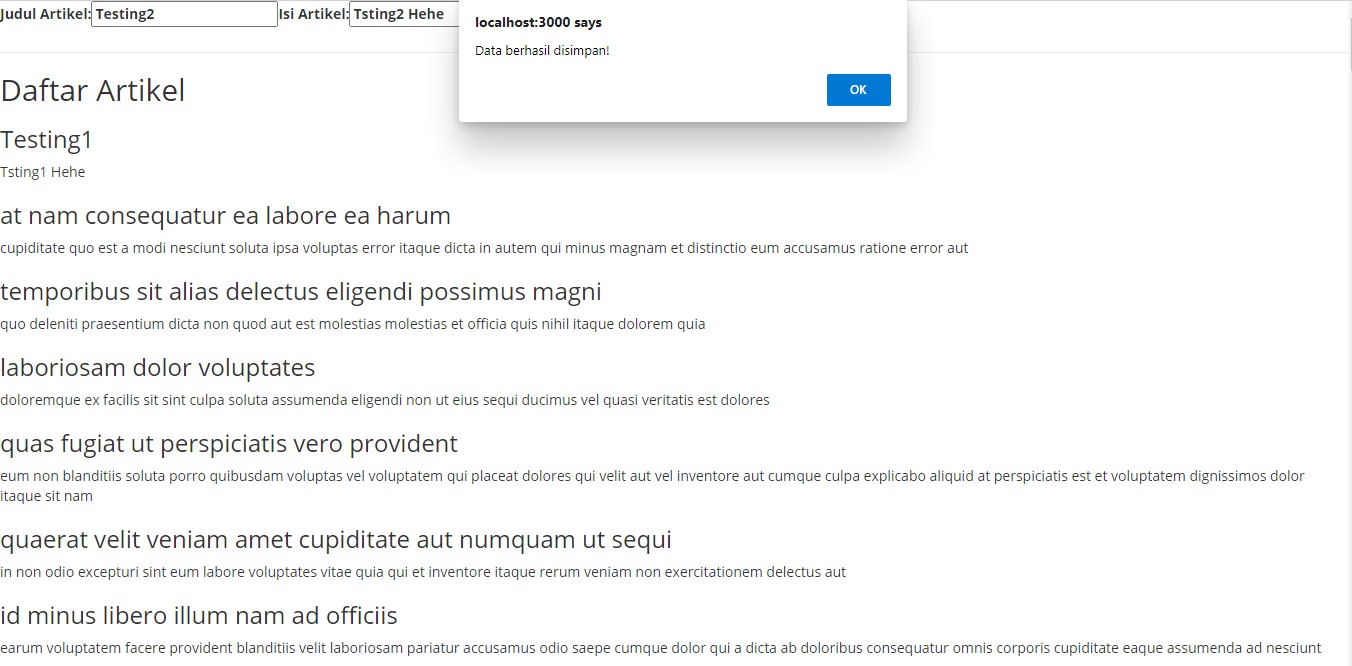 Judul Artikel: Testing2 Isi Artikel: Tsting2 Hehe
localhost:3000 says
Data berhasil disimpan!
OK
Daftar Artikel
Testing1
Tsting1 Hehe
at nam consequatur ea labore ea harum
cupiditate quo est a modi nesciunt soluta ipsa voluptas error itaque dicta in autem qui minus magnam et distinctio eum accusamus ratione error aut
temporibus sit alias delectus eligendi possimus magni
quo deleniti praesentium dicta non quod aut est molestias molestias et officia quis nihil itaque dolorem quia
laboriosam dolor voluptates
doloremque ex facilis sit sint culpa soluta assumenda eligendi non ut eius sequi ducimus vel quasi veritatis est dolores
quas fugiat ut perspiciatis vero provident
eum non blanditiis soluta porro quibusdam voluptas vel voluptatem qui placeat dolores qui velit aut vel inventore aut cumque culpa explicabo aliquid at perspiciatis est et voluptatem dignissimos dolor
itaque sit nam
quaerat velit veniam amet cupiditate aut numquam ut sequi
in non odio excepturi sint eum labore voluptates vitae quia qui et inventore itaque rerum veniam non exercitationem delectus aut
id minus libero illum nam ad officiis
earum voluptatem facere provident blanditiis velit laboriosam pariatur accusamus odio saepe cumque dolor qui a dicta ab doloribus consequatur omnis corporis cupiditate eaque assumenda ad nesciunt